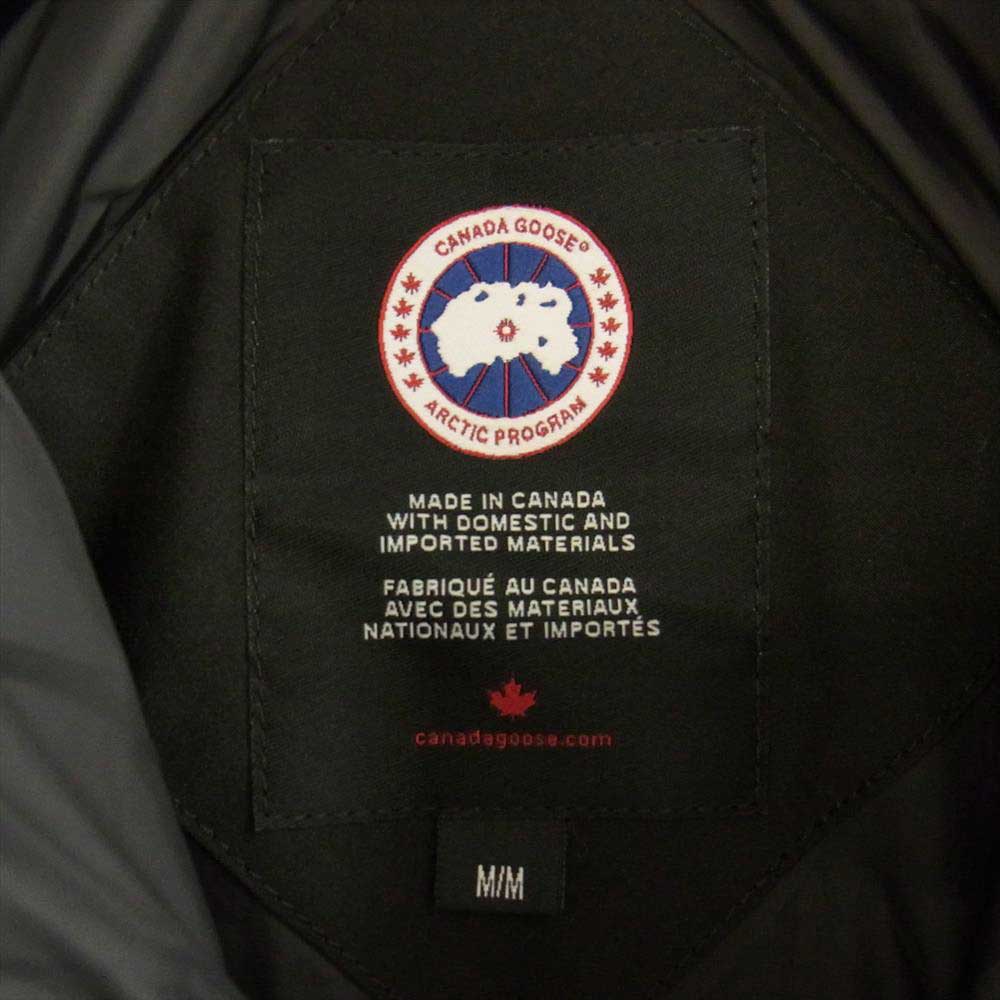 CANADA GOOSE®
ARCTIC PROGRAM
MADE IN CANADA
WITH DOMESTIC AND
IMPORTED MATERIALS
FABRIQUÉ AU CANADA
AVEC DES MATERIAUX
NATIONAUX ET IMPORTÉS
canadagoose.com
M/M